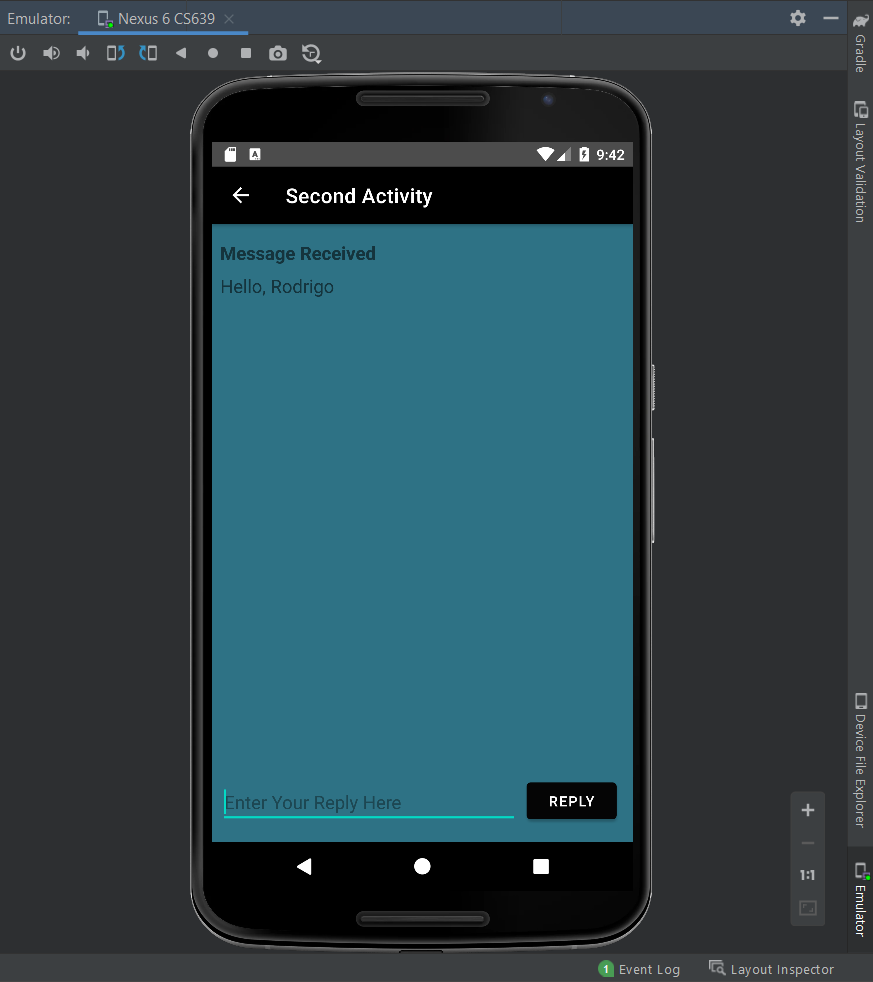 Emulator: Nexus 6 CS639
Gradle
Layout Validation
9:42
Second Activity
Message Received
Hello, Rodrigo
Enter Your Reply Here
REPLY
Device File Explorer
1:1
Emulator
1 Event Log Layout Inspector